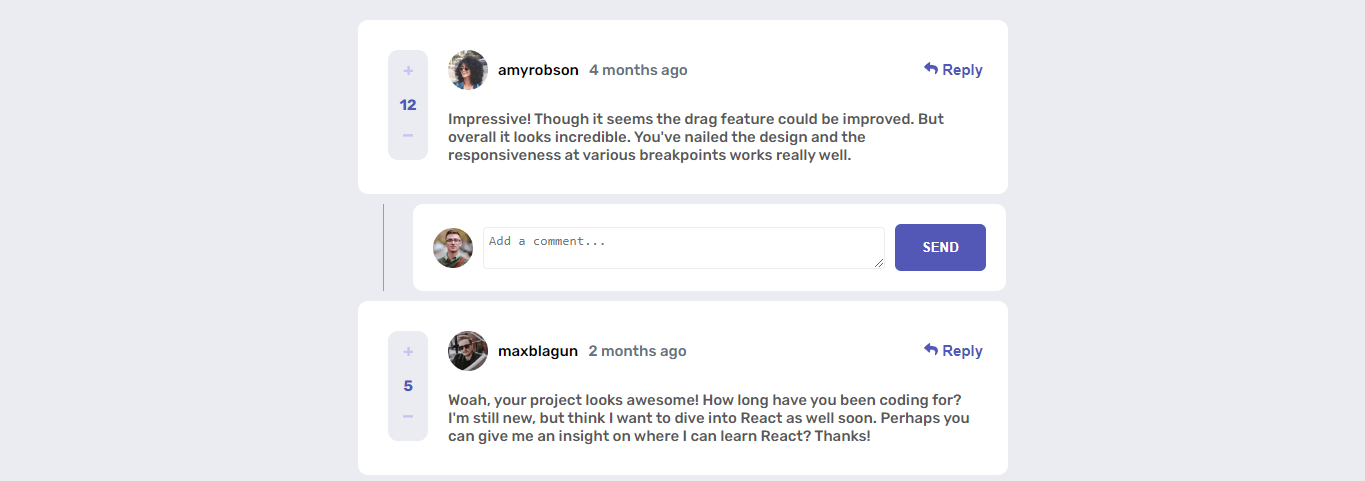 +
amyrobson 4 months ago
Reply
12
Impressive! Though it seems the drag feature could be improved. But
overall it looks incredible. You've nailed the design and the
responsiveness at various breakpoints works really well.
−
Add a comment...
SEND
+
maxblagun 2 months ago
Reply
5
Woah, your project looks awesome! How long have you been coding for?
I'm still new, but think I want to dive into React as well soon. Perhaps you
can give me an insight on where I can learn React? Thanks!
−